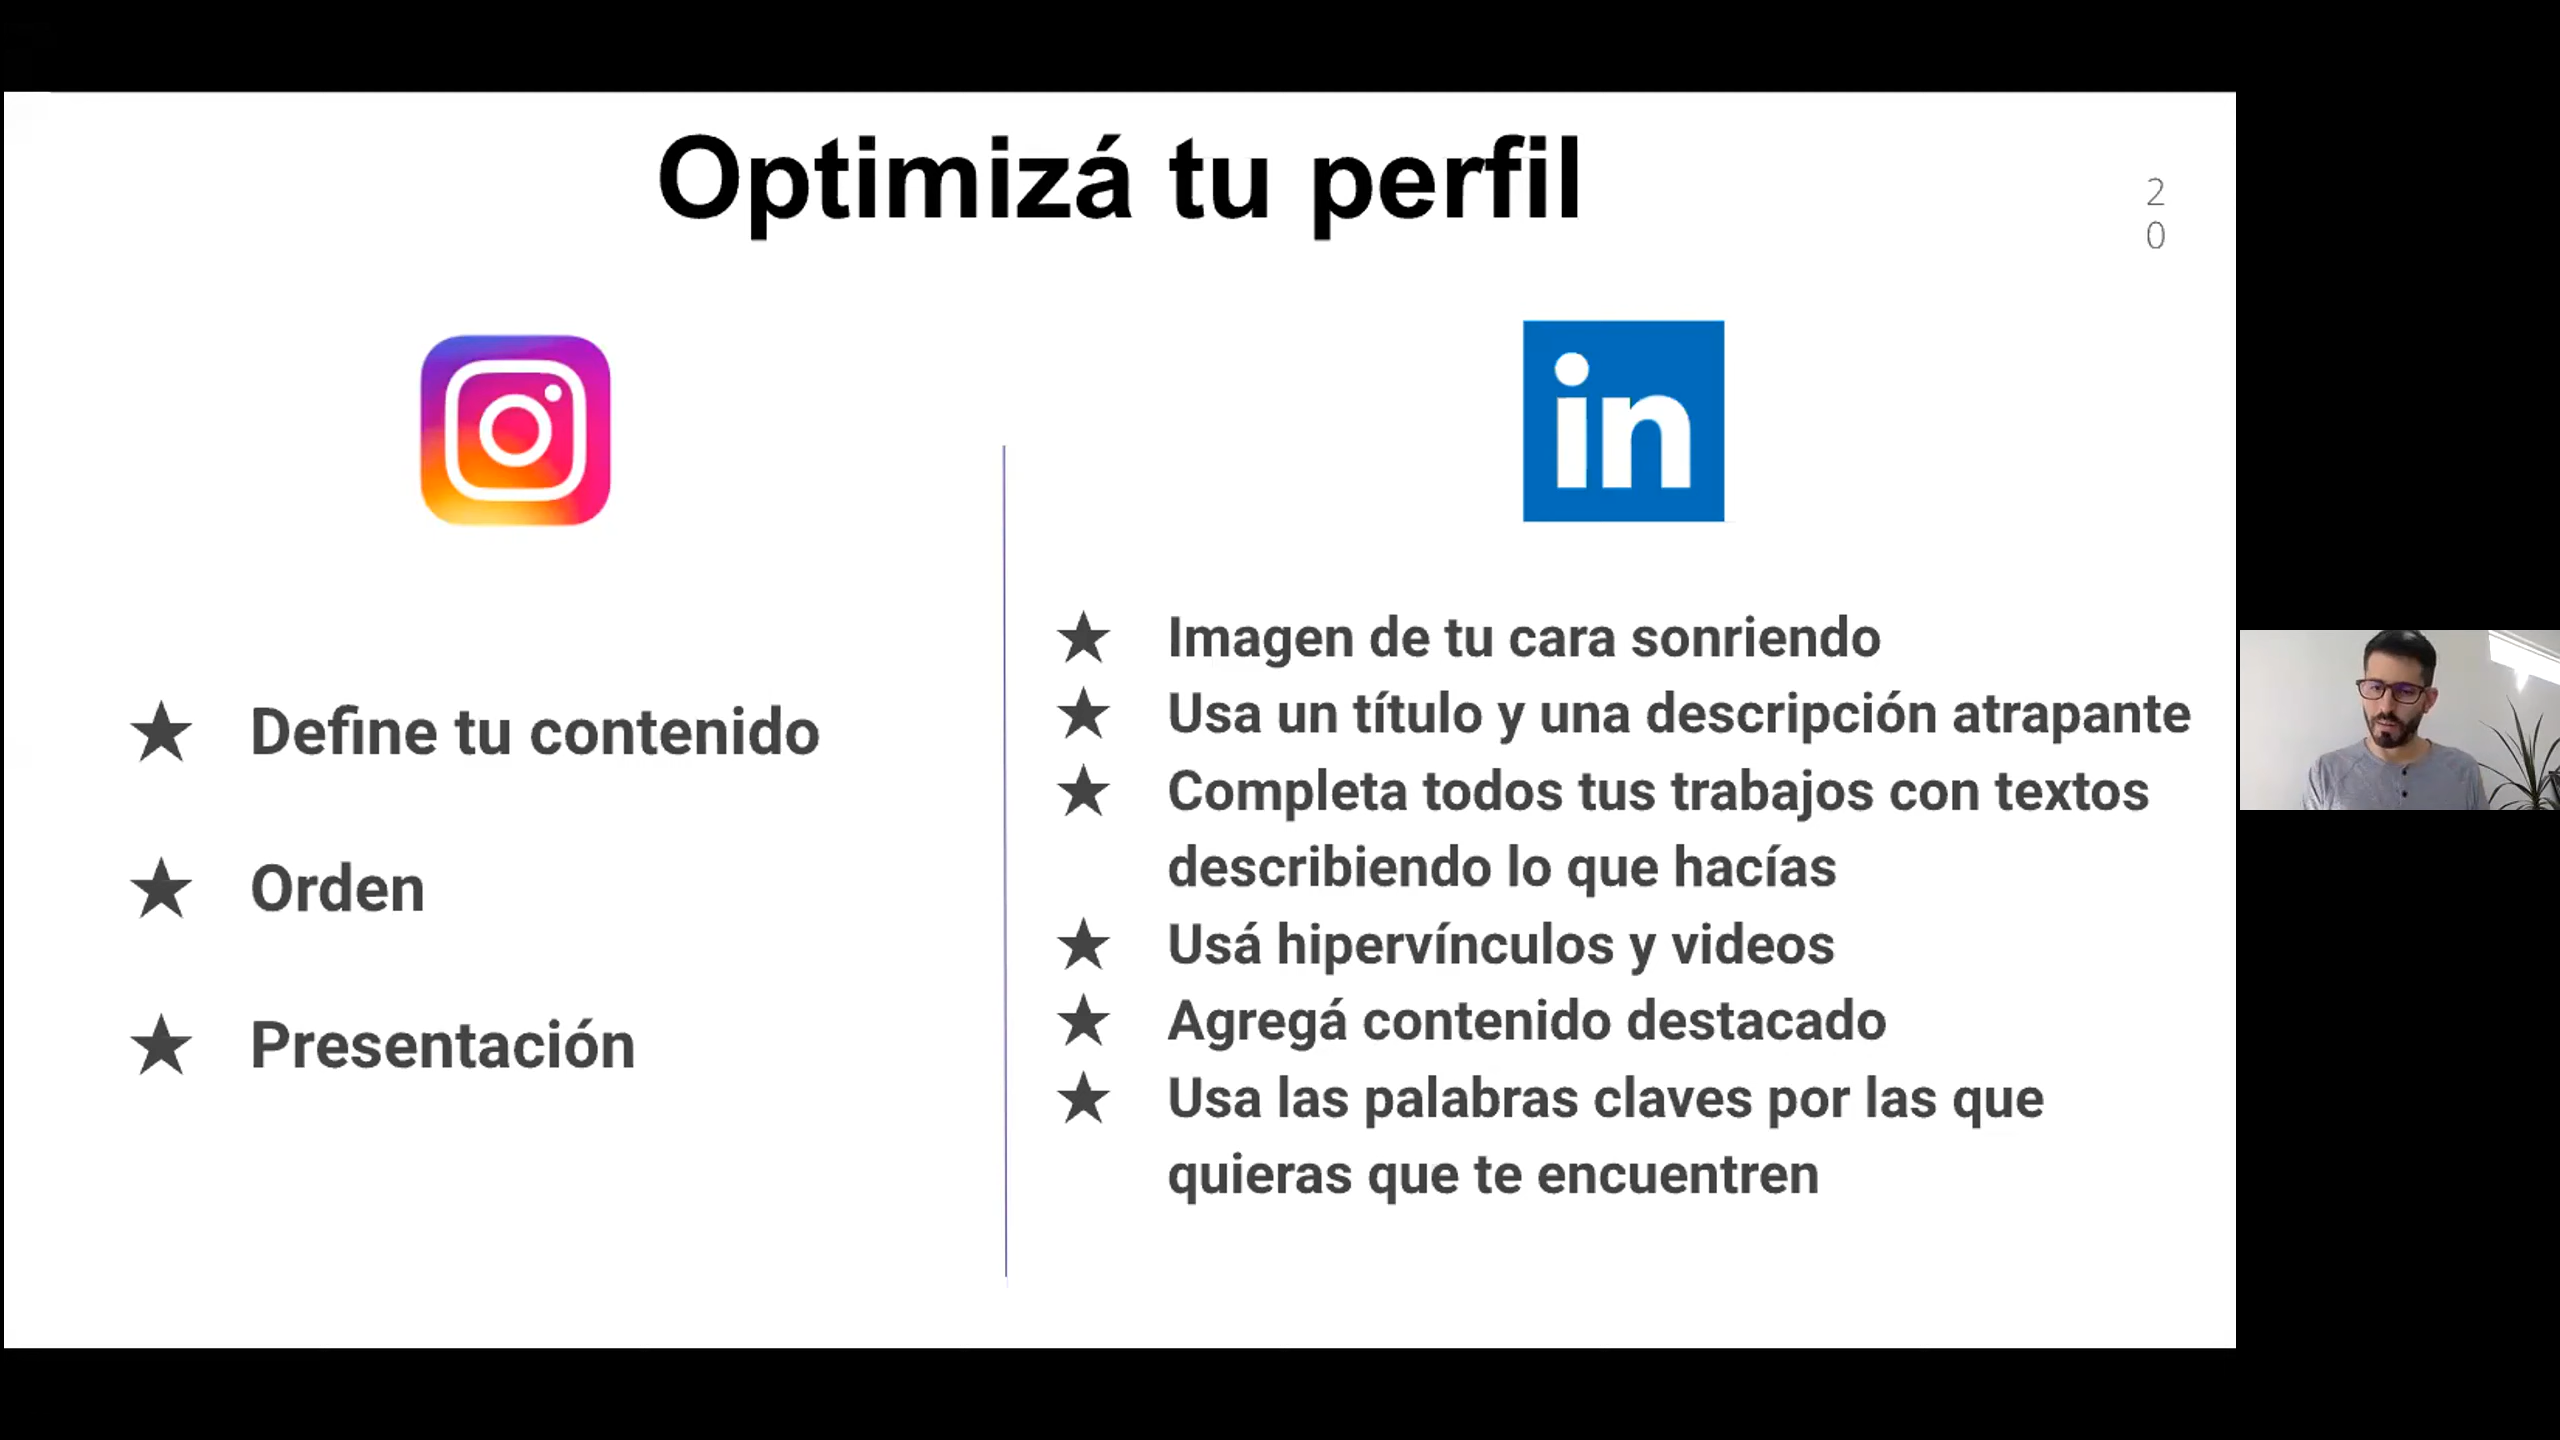 Optimizá tu perfil
2
0
in
★ Define tu contenido
★ Orden
★ Presentación
★ Imagen de tu cara sonriendo
★ Usa un título y una descripción atrapante
★ Completa todos tus trabajos con textos
describiendo lo que hacías
★ Usá hipervínculos y videos
★ Agregá contenido destacado
★ Usa las palabras claves por las que
quieras que te encuentren